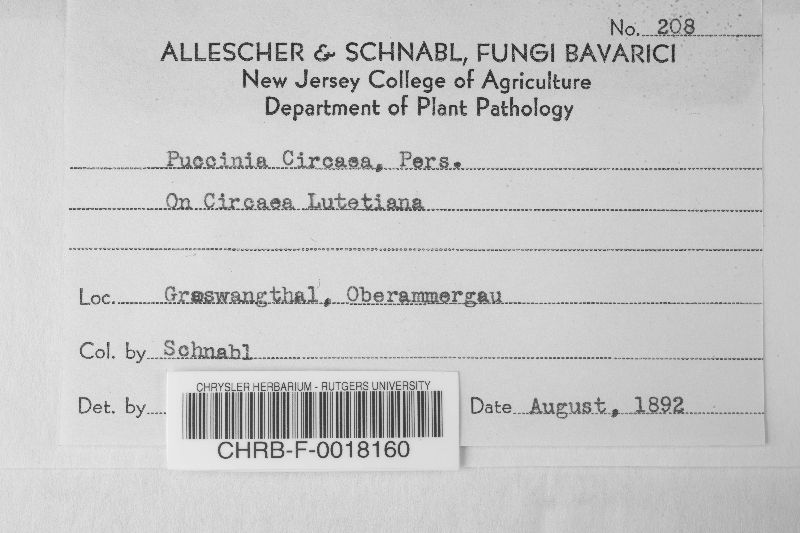 No. 208
ALLESCHER & SCHNABL, FUNGI BAVARICI
New Jersey College of Agriculture
Department of Plant Pathology
Puccinia Circaea, Pers.
On Circaea Lutetiana
Loc. Graswangthal, Oberammergau
Col. by Schnabl
Det. by Date August, 1892
CHRYSLER HERBARIUM - RUTGERS UNIVERSITY
CHRB-F-0018160